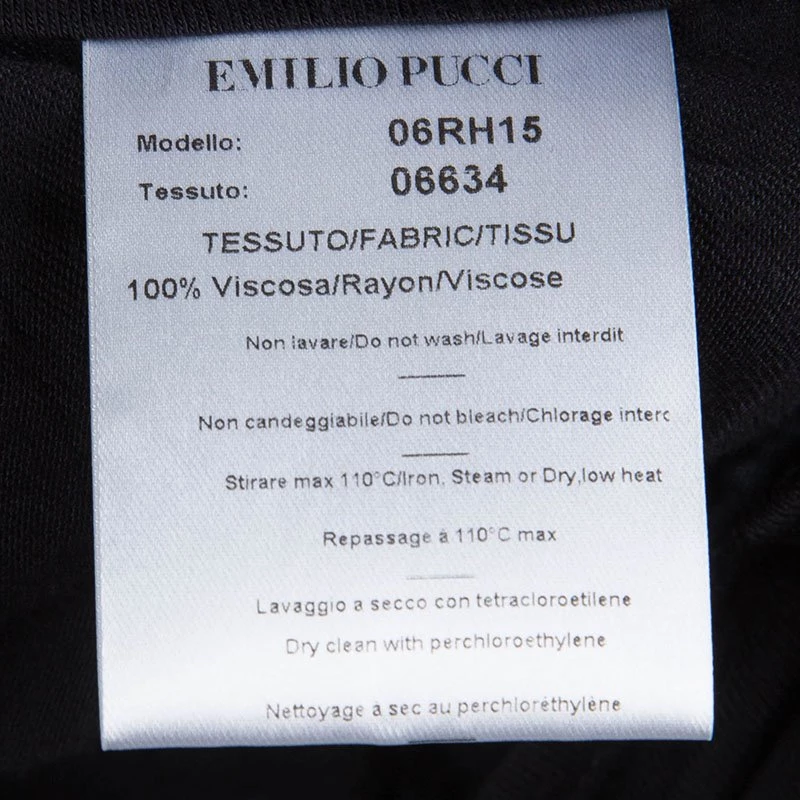 EMILIO PUCCI
Modello: 06RH15
Tessuto: 06634
TESSUTO/FABRIC/TISSU
100% Viscosa/Rayon/Viscose
Non lavare/Do not wash/Lavage interdit
Non candeggiabile/Do not bleach/Chlorage interc
Stirare max 110°C/Iron, Steam or Dry,low heat
Repassage à 110°C max
Lavaggio a secco con tetracloroetilene
Dry clean with perchloroethylene
Nettoyage à sec au perchloréthylène